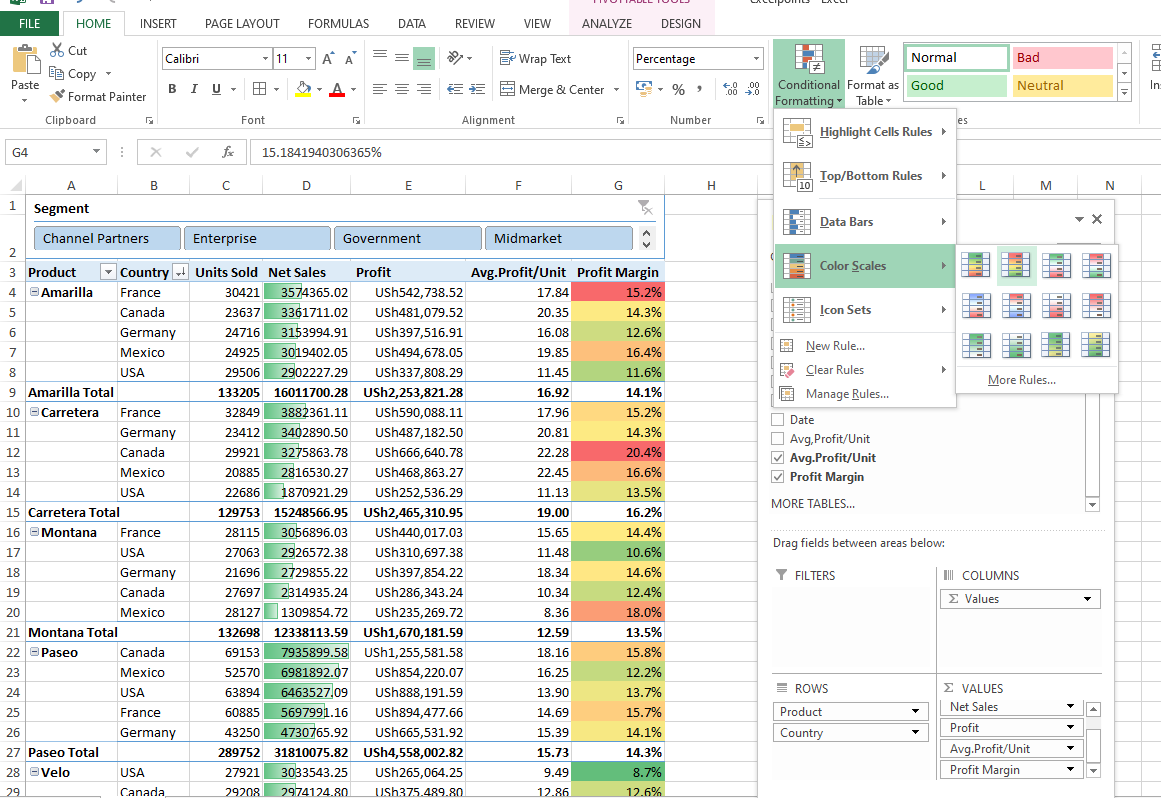 PIVOTTABLE TOOLS
Excelpoints - Excel
FILE HOME INSERT PAGE LAYOUT FORMULAS DATA REVIEW VIEW ANALYZE DESIGN
Cut
Copy
Format Painter
Paste
Clipboard
Calibri 11
B I U
Font
Wrap Text
Merge & Center
Alignment
Percentage
%
Number
Conditional Formatting
Format as Table
Normal Bad
Good Neutral
G4 fx 15.1841940306365%
A B C D E F G H L M N
1 Segment
2 Channel Partners Enterprise Government Midmarket
3 Product Country Units Sold Net Sales Profit Avg.Profit/Unit Profit Margin
4 Amarilla France 30421 3574365.02 USh542,738.52 17.84 15.2%
5 Canada 23637 3361711.02 USh481,079.52 20.35 14.3%
6 Germany 24716 3153994.91 USh397,516.91 16.08 12.6%
7 Mexico 24925 3019402.05 USh494,678.05 19.85 16.4%
8 USA 29506 2902227.29 USh337,808.29 11.45 11.6%
9 Amarilla Total 133205 16011700.28 USh2,253,821.28 16.92 14.1%
10 Carretera France 32849 3882361.11 USh590,088.11 17.96 15.2%
11 Germany 23412 3402890.50 USh487,182.50 20.81 14.3%
12 Canada 29921 3275863.78 USh666,640.78 22.28 20.4%
13 Mexico 20885 2816530.27 USh468,863.27 22.45 16.6%
14 USA 22686 1870921.29 USh252,536.29 11.13 13.5%
15 Carretera Total 129753 15248566.95 USh2,465,310.95 19.00 16.2%
16 Montana France 28115 3056896.03 USh440,017.03 15.65 14.4%
17 USA 27063 2926572.38 USh310,697.38 11.48 10.6%
18 Germany 21696 2729855.22 USh397,854.22 18.34 14.6%
19 Canada 27697 2314935.24 USh286,343.24 10.34 12.4%
20 Mexico 28127 1309854.72 USh235,269.72 8.36 18.0%
21 Montana Total 132698 12338113.59 USh1,670,181.59 12.59 13.5%
22 Paseo Canada 69153 7935899.58 USh1,255,581.58 18.16 15.8%
23 Mexico 52570 6981892.07 USh854,220.07 16.25 12.2%
24 USA 63894 6463527.09 USh888,191.59 13.90 13.7%
25 France 60885 5697991.16 USh894,477.66 14.69 15.7%
26 Germany 43250 4730765.92 USh665,531.92 15.39 14.1%
27 Paseo Total 289752 31810075.82 USh4,558,002.82 15.73 14.3%
28 Velo USA 27921 3033543.25 USh265,064.25 9.49 8.7%
29 Canada 29208 2974124.80 USh375,489.80 12.86 12.6%
Highlight Cells Rules
Top/Bottom Rules
Data Bars
Color Scales
Icon Sets
New Rule...
Clear Rules
Manage Rules...
More Rules...
Date
Avg,Profit/Unit
Avg.Profit/Unit
Profit Margin
MORE TABLES...
Drag fields between areas below:
FILTERS
COLUMNS
Σ Values
ROWS
Product
Country
Σ VALUES
Net Sales
Profit
Avg.Profit/Unit
Profit Margin